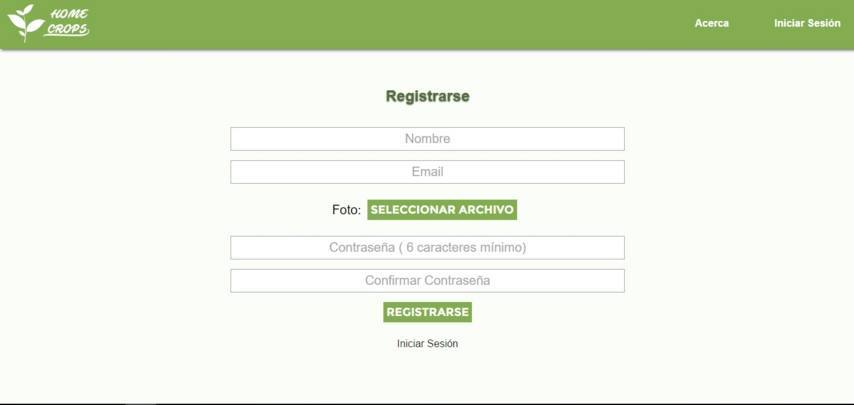 HOME
CROPS
Acerca
Iniciar Sesión
Registrarse
Nombre
Email
Foto: SELECCIONAR ARCHIVO
Contraseña ( 6 caracteres mínimo)
Confirmar Contraseña
REGISTRARSE
Iniciar Sesión